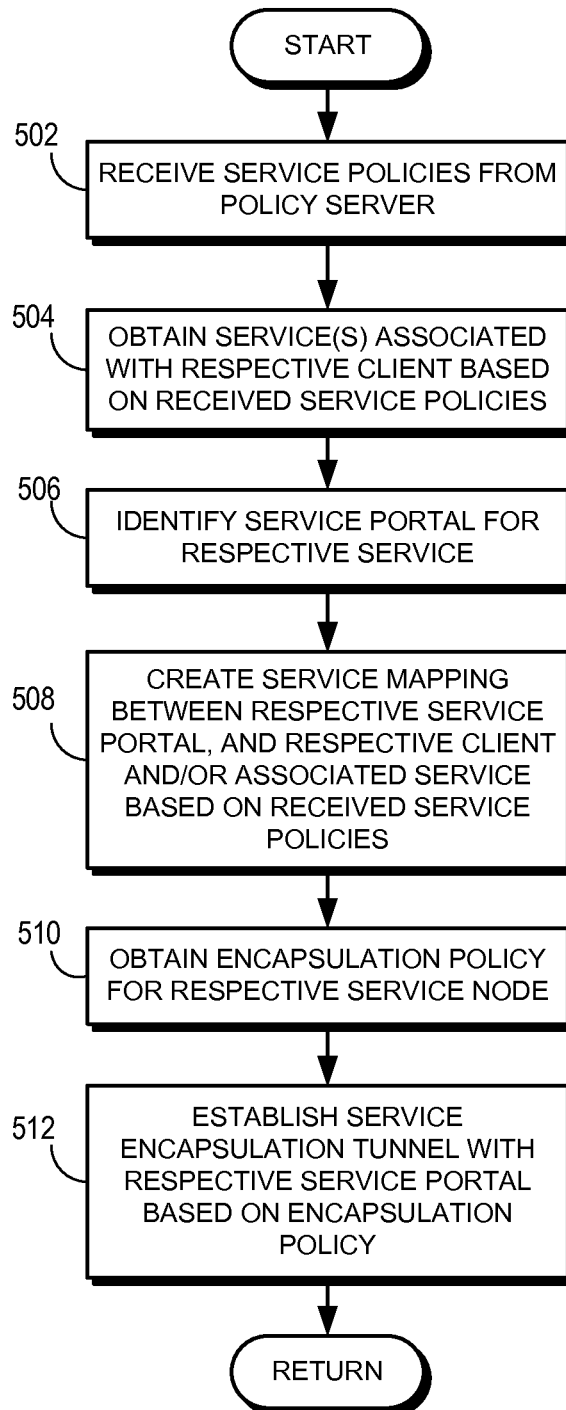 START
502
RECEIVE SERVICE POLICIES FROM
POLICY SERVER
504
OBTAIN SERVICE(S) ASSOCIATED
WITH RESPECTIVE CLIENT BASED
ON RECEIVED SERVICE POLICIES
506
IDENTIFY SERVICE PORTAL FOR
RESPECTIVE SERVICE
508
CREATE SERVICE MAPPING
BETWEEN RESPECTIVE SERVICE
PORTAL, AND RESPECTIVE CLIENT
AND/OR ASSOCIATED SERVICE
BASED ON RECEIVED SERVICE
POLICIES
510
OBTAIN ENCAPSULATION POLICY
FOR RESPECTIVE SERVICE NODE
512
ESTABLISH SERVICE
ENCAPSULATION TUNNEL WITH
RESPECTIVE SERVICE PORTAL
BASED ON ENCAPSULATION
POLICY
RETURN